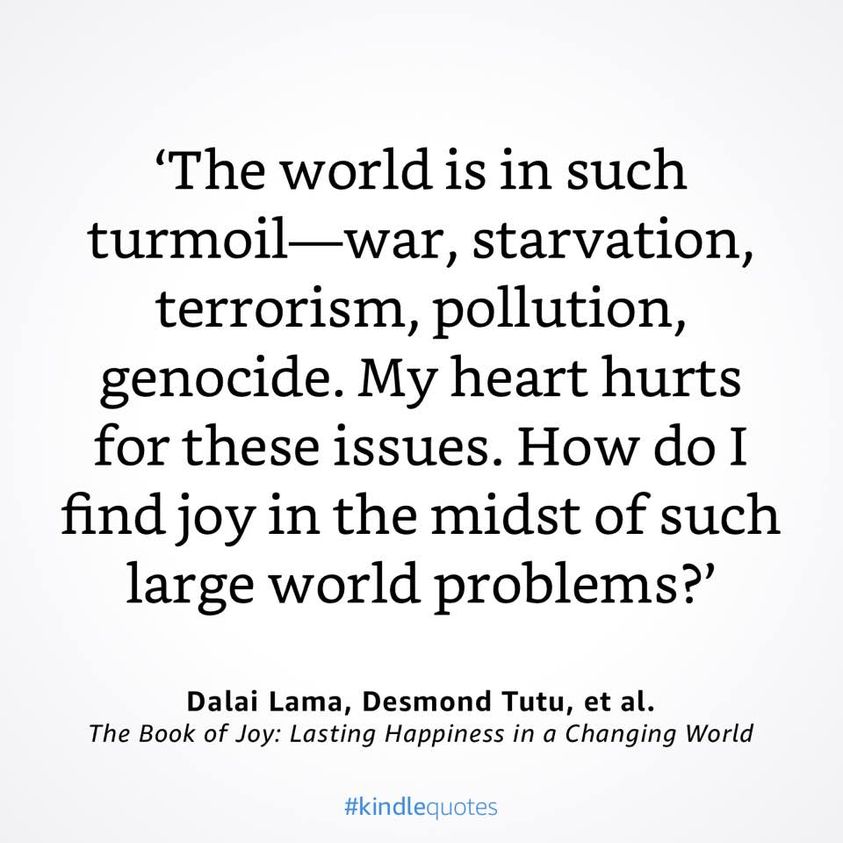 ‘The world is in such
turmoil—war, starvation,
terrorism, pollution,
genocide. My heart hurts
for these issues. How do I
find joy in the midst of such
large world problems?’
Dalai Lama, Desmond Tutu, et al.
The Book of Joy: Lasting Happiness in a Changing World
#kindlequotes